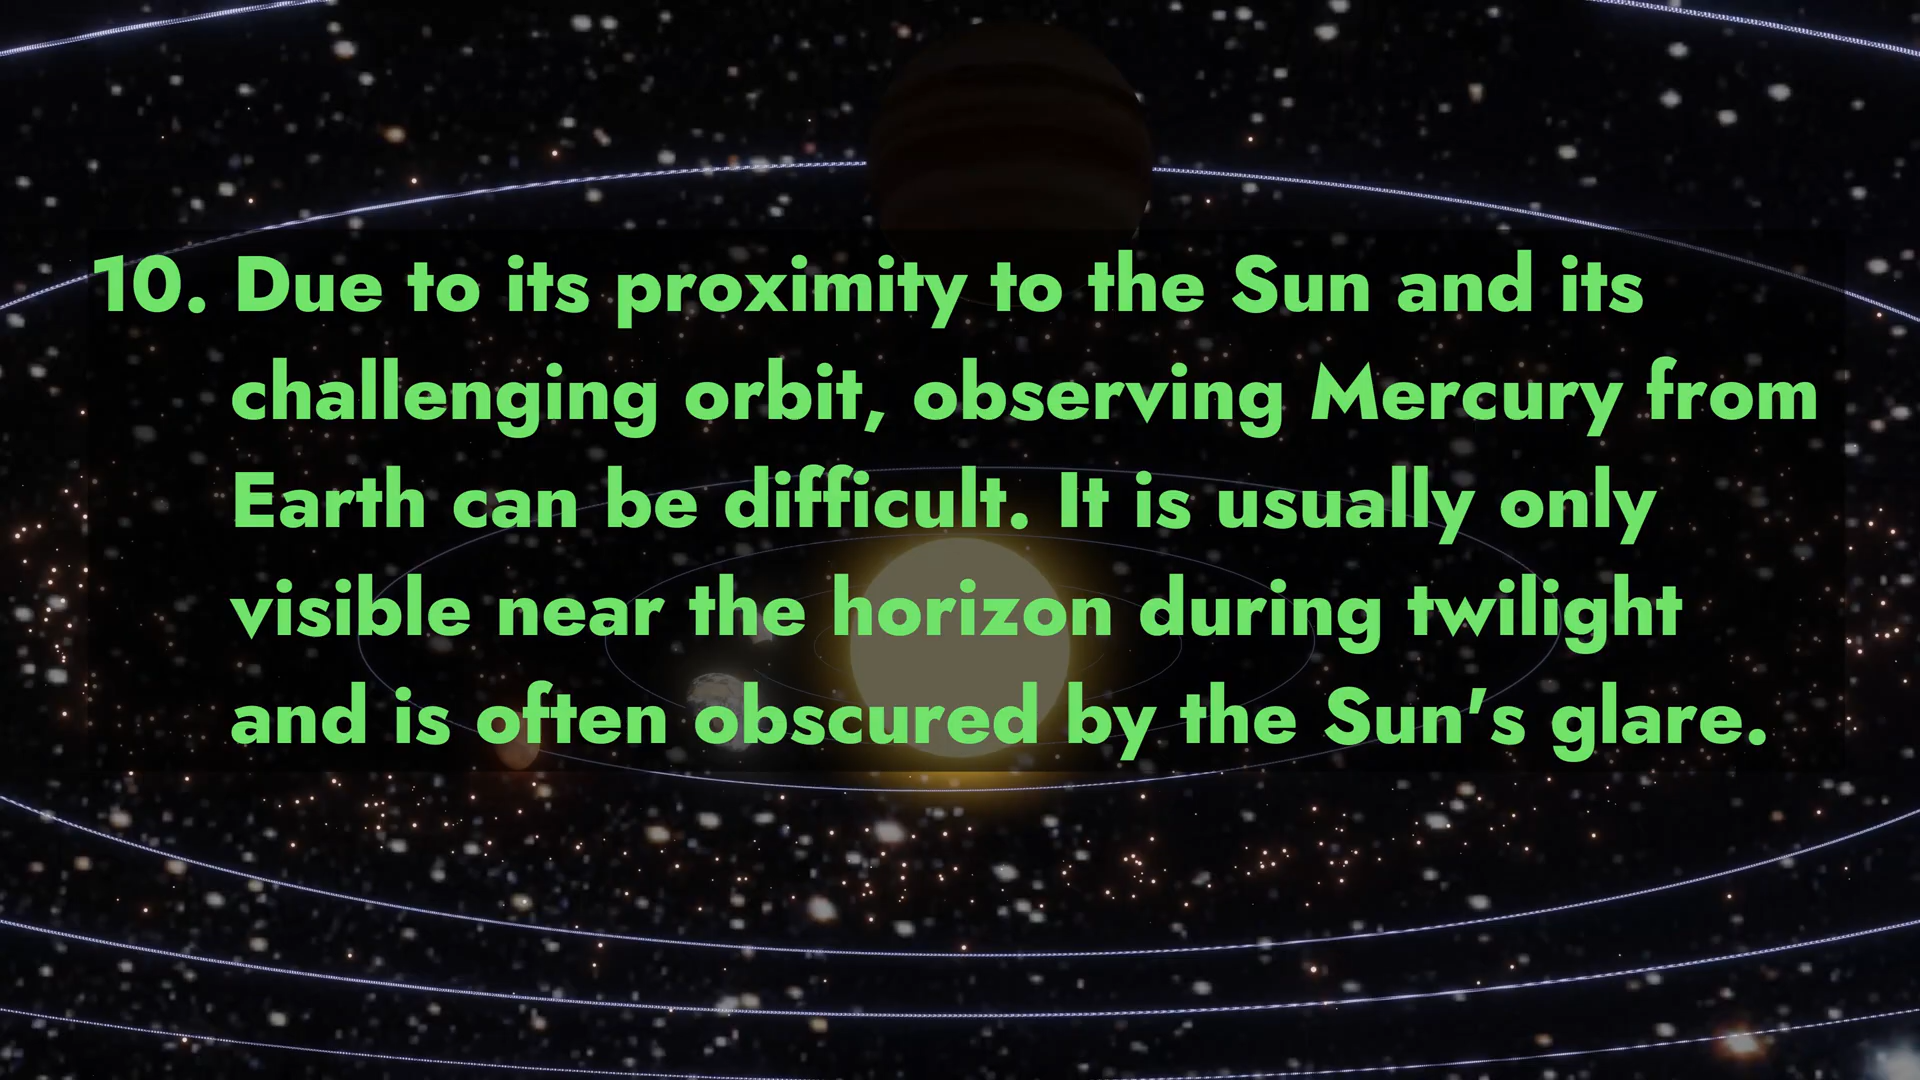 10. Due to its proximity to the Sun and its
challenging orbit, observing Mercury from
Earth can be difficult. It is usually only
visible near the horizon during twilight
and is often obscured by the Sun's glare.